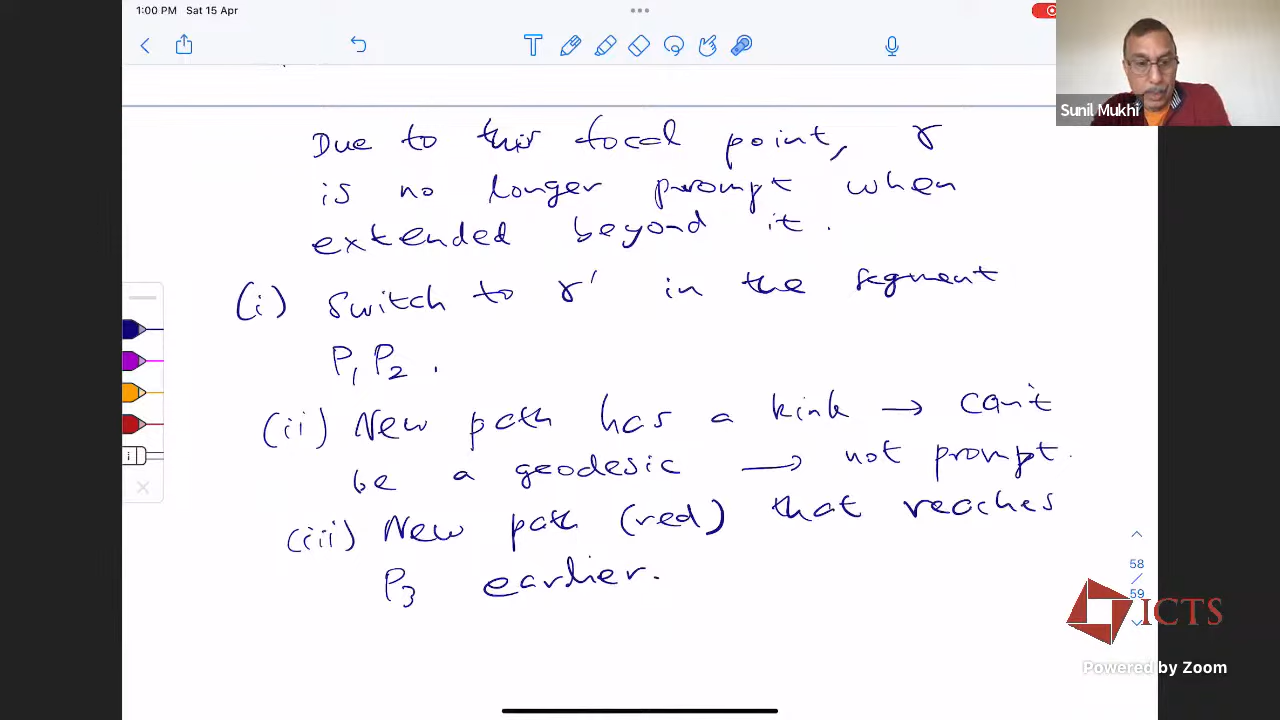 1:00 PM Sat 15 Apr
Sunil Mukhi
Due to this focal point, γ
is no longer prompt when
extended beyond it.
(i) Switch to γ' in the segment
P₁P₂.
(ii) New path has a kink → can't
be a geodesic → not prompt.
(iii) New path (red) that reaches
P₃ earlier.
58
/
59
ICTS
Powered by Zoom